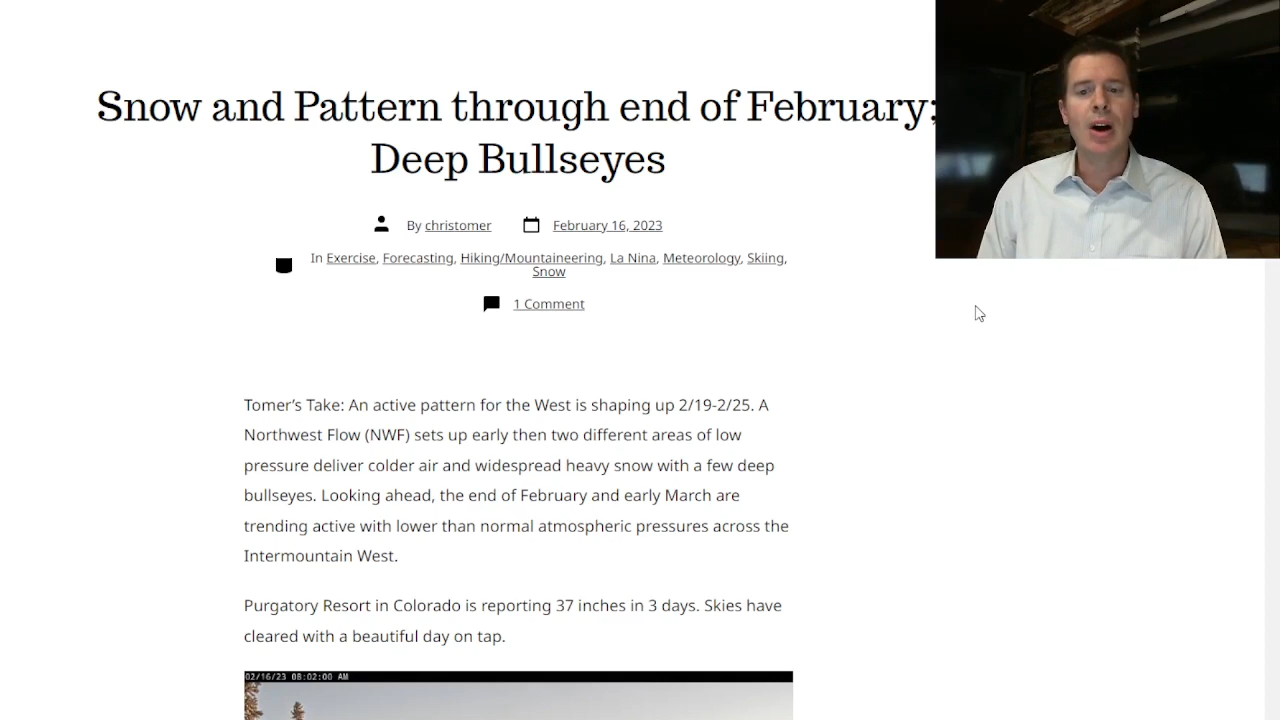 Snow and Pattern through end of February:
Deep Bullseyes
By christomer February 16, 2023
In Exercise, Forecasting, Hiking/Mountaineering, La Nina, Meteorology, Skiing,
Snow
1 Comment
Tomer’s Take: An active pattern for the West is shaping up 2/19-2/25. A
Northwest Flow (NWF) sets up early then two different areas of low
pressure deliver colder air and widespread heavy snow with a few deep
bullseyes. Looking ahead, the end of February and early March are
trending active with lower than normal atmospheric pressures across the
Intermountain West.
Purgatory Resort in Colorado is reporting 37 inches in 3 days. Skies have
cleared with a beautiful day on tap.
02/16/23 08:02:00 AM